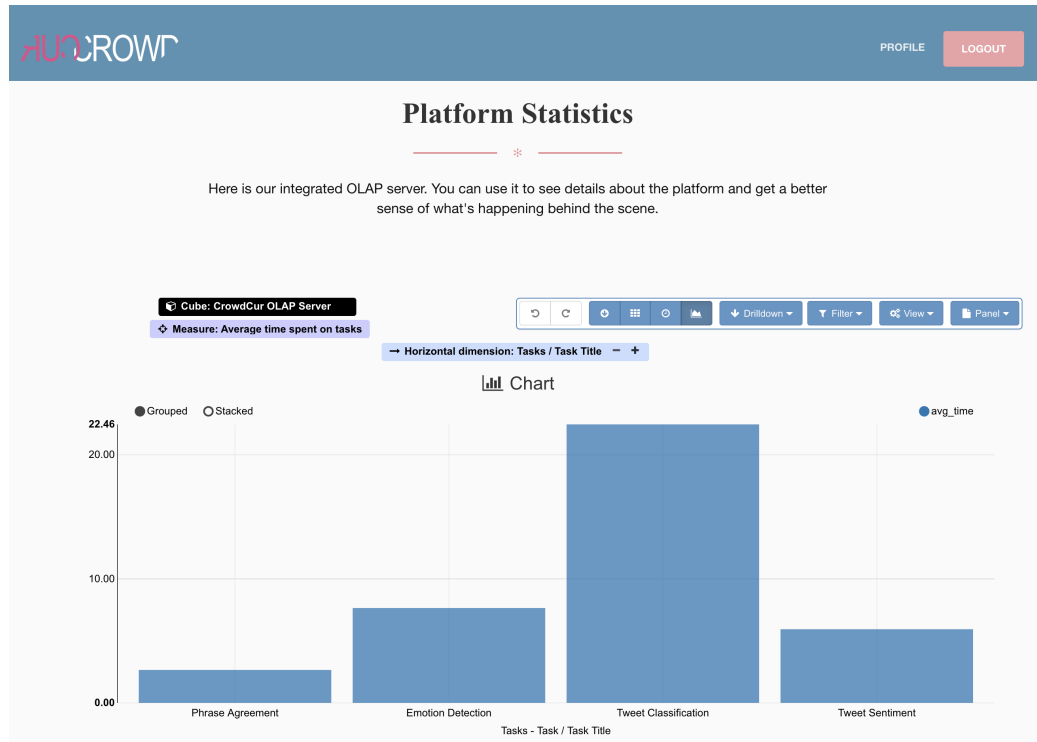 CURCROWD
PROFILE
LOGOUT
Platform Statistics
Here is our integrated OLAP server. You can use it to see details about the platform and get a better
sense of what's happening behind the scene.
Cube: CrowdCur OLAP Server
Measure: Average time spent on tasks
Drilldown
Filter
View
Panel
Horizontal dimension: Tasks / Task Title
Chart
Grouped
Stacked
avg_time
22.46
20.00
10.00
0.00
Phrase Agreement
Emotion Detection
Tweet Classification
Tweet Sentiment
Tasks - Task / Task Title